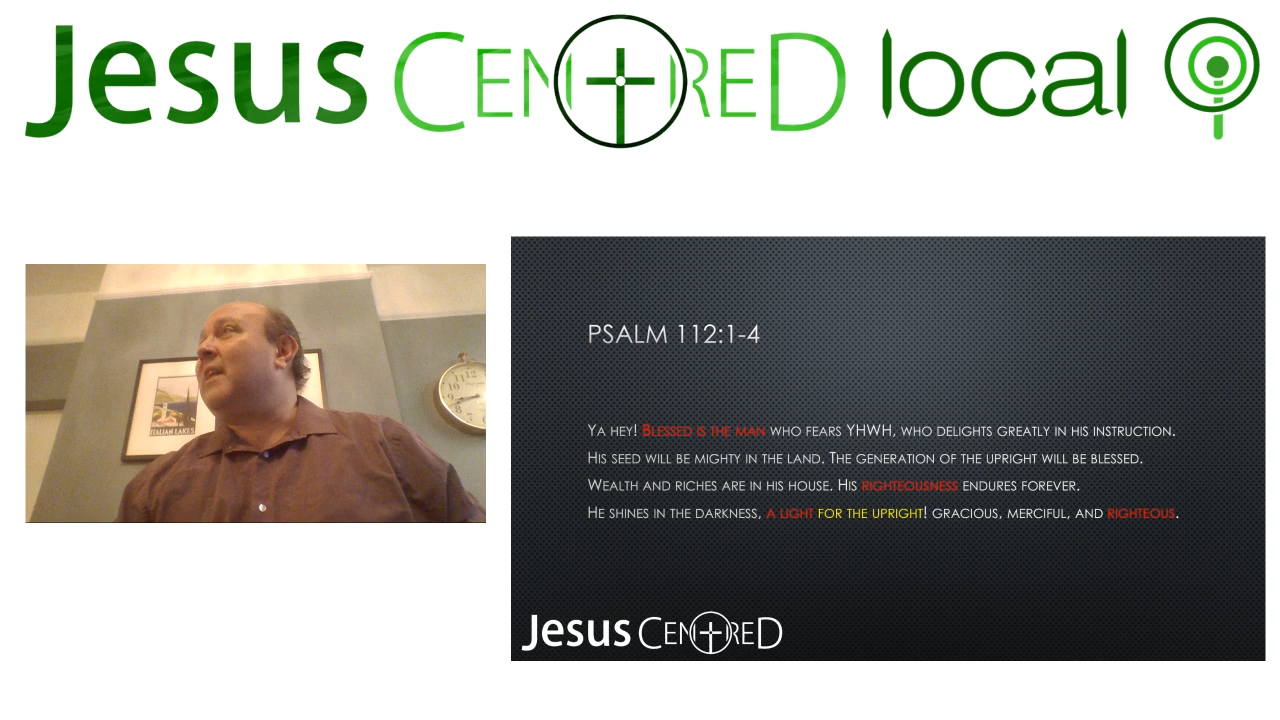 Jesus CENTRED local
ITALIAN LAKES
PSALM 112:1-4
YA HEY! BLESSED IS THE MAN WHO FEARS YHWH, WHO DELIGHTS GREATLY IN HIS INSTRUCTION.
HIS SEED WILL BE MIGHTY IN THE LAND. THE GENERATION OF THE UPRIGHT WILL BE BLESSED.
WEALTH AND RICHES ARE IN HIS HOUSE. HIS RIGHTEOUSNESS ENDURES FOREVER.
HE SHINES IN THE DARKNESS, A LIGHT FOR THE UPRIGHT! GRACIOUS, MERCIFUL, AND RIGHTEOUS.
Jesus CENTRED